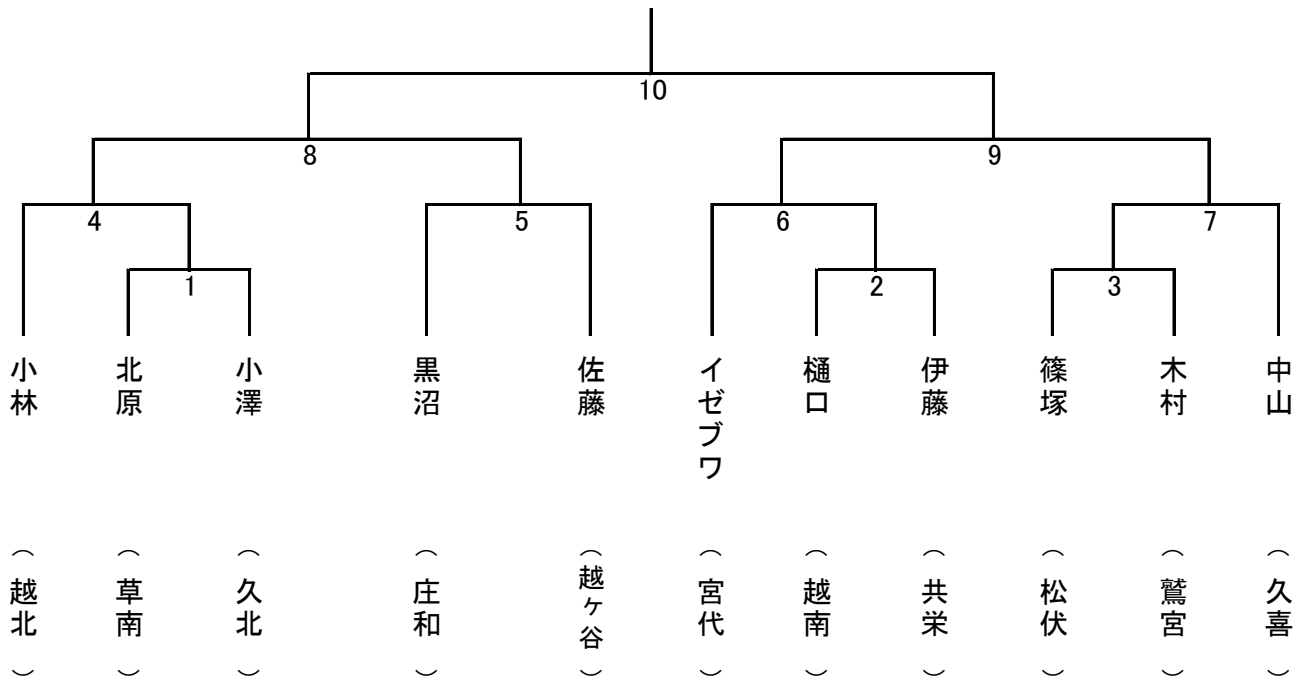 10
8
9
4
5
6
7
1
2
3
小林
北原
小澤
黒沼
佐藤
イゼブワ
樋口
伊藤
篠塚
木村
中山
（越北）
（草南）
（久北）
（庄和）
（越ヶ谷）
（宮代）
（越南）
（共栄）
（松伏）
（鷲宮）
（久喜）